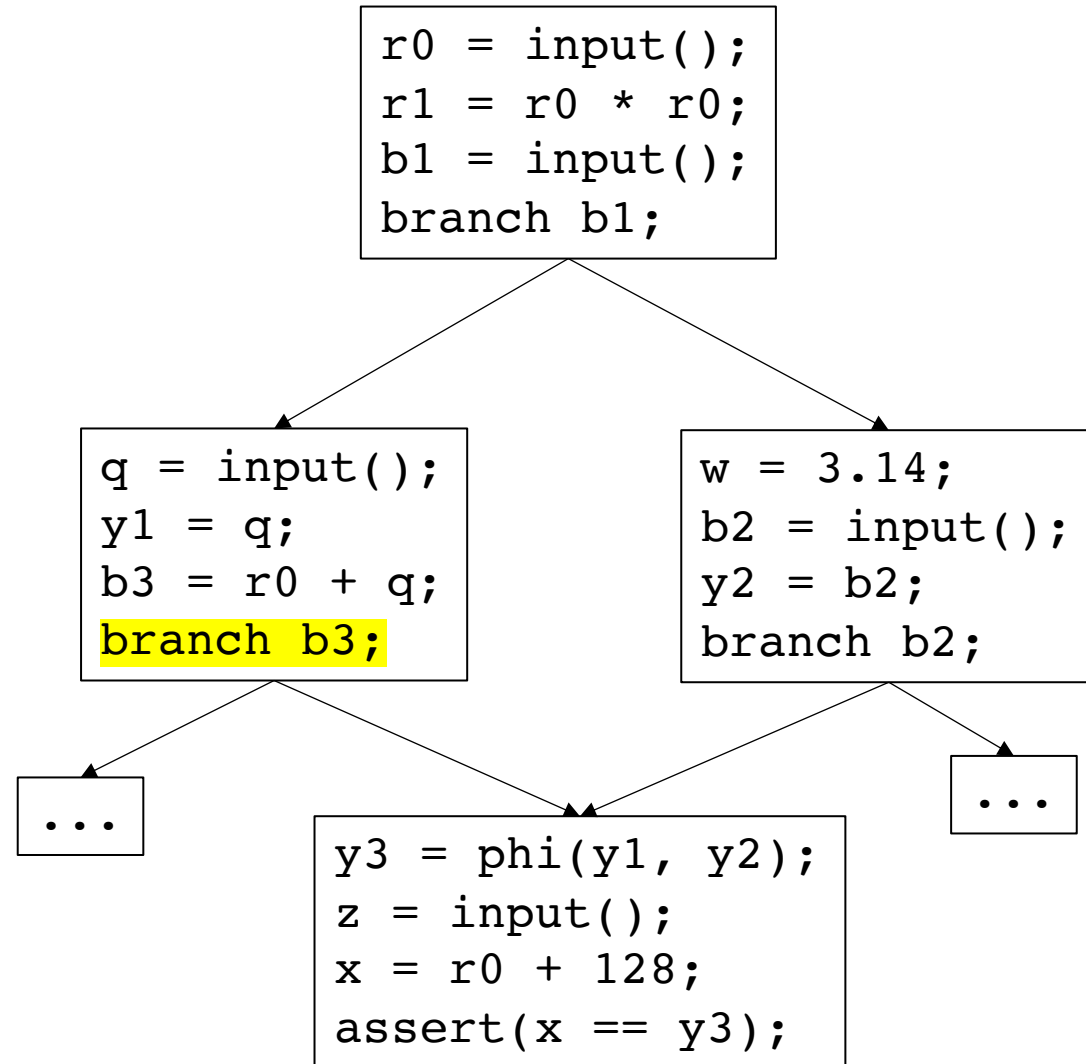 r0 = input();
r1 = r0 * r0;
b1 = input();
branch b1;
q = input();
y1 = q;
b3 = r0 + q;
branch b3;
w = 3.14;
b2 = input();
y2 = b2;
branch b2;
...
...
y3 = phi(y1, y2);
z = input();
x = r0 + 128;
assert(x == y3);